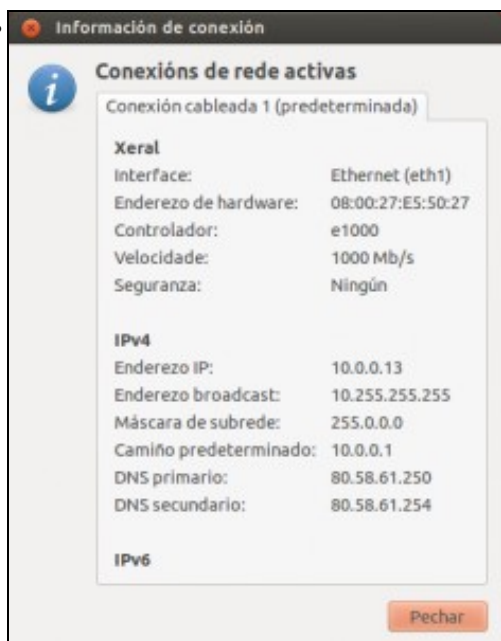 Información de conexión
Conexións de rede activas
Conexión cableada 1 (predeterminada)
Xeral
Interface: Ethernet (eth1)
Enderezo de hardware: 08:00:27:E5:50:27
Controlador: e1000
Velocidade: 1000 Mb/s
Seguranza: Ningún
IPv4
Enderezo IP: 10.0.0.13
Enderezo broadcast: 10.255.255.255
Máscara de subrede: 255.0.0.0
Camiño predeterminado: 10.0.0.1
DNS primario: 80.58.61.250
DNS secundario: 80.58.61.254
IPv6
Pechar